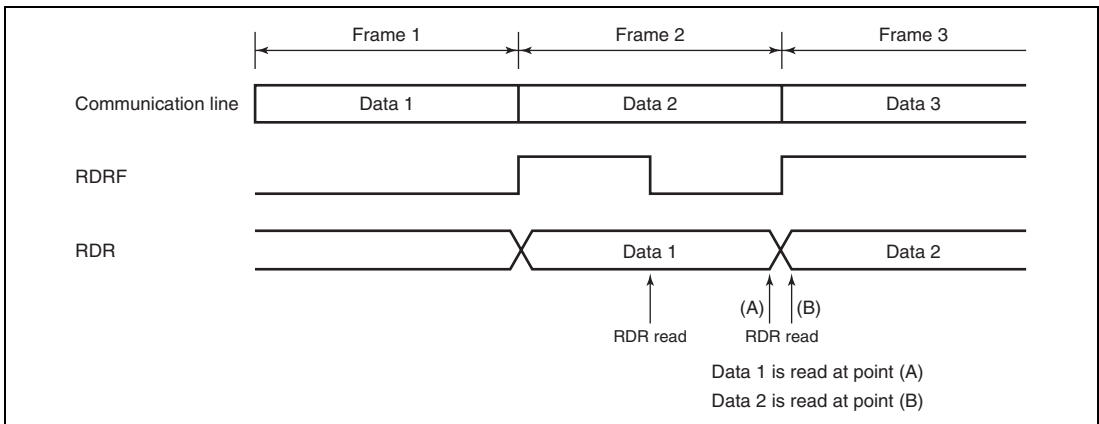 Frame 1 Frame 2 Frame 3
Communication line Data 1 Data 2 Data 3
RDRF
RDR Data 1 Data 2
(A) (B)
RDR read RDR read
Data 1 is read at point (A)
Data 2 is read at point (B)